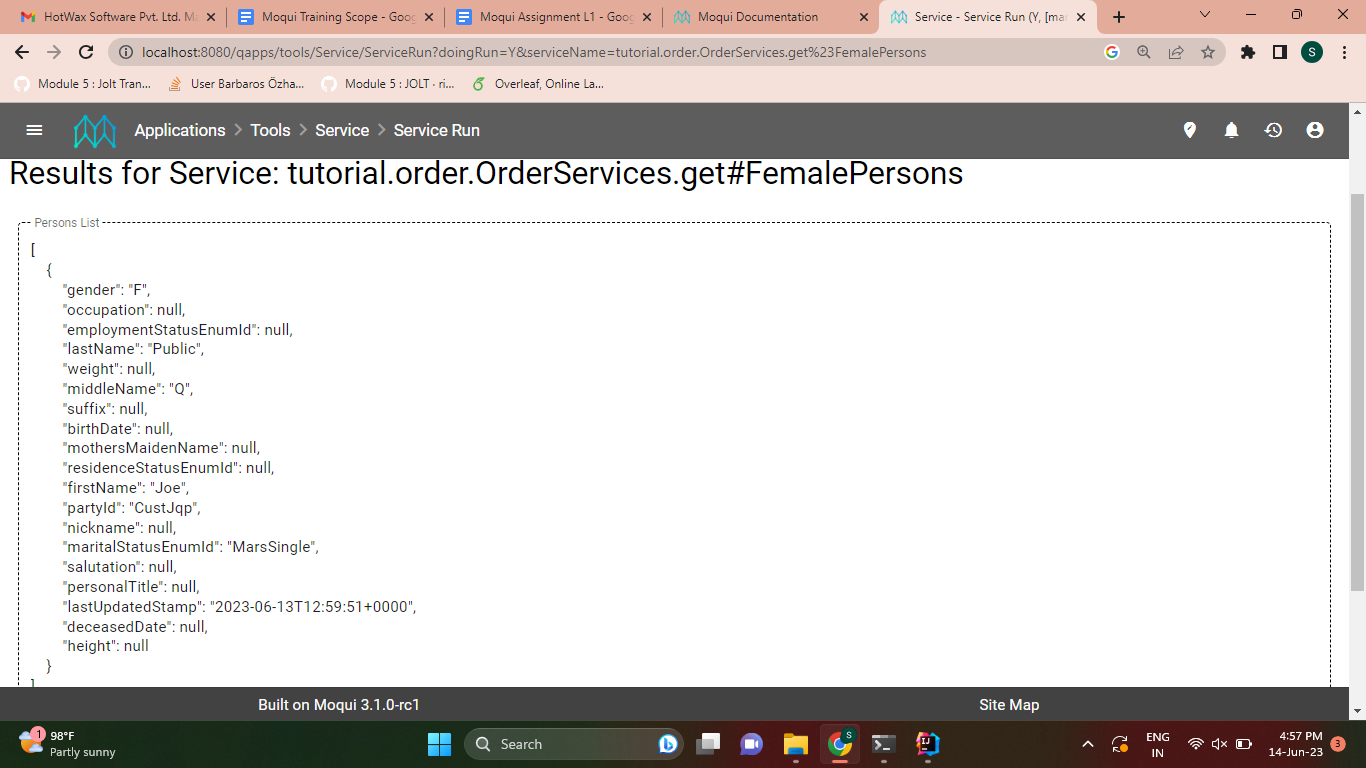 HotWax Software Pvt. Ltd. M
Moqui Training Scope - Goog
Moqui Assignment L1 - Goog
Moqui Documentation
Service - Service Run (Y, [mar
localhost:8080/qapps/tools/Service/ServiceRun?doingRun=Y&serviceName=tutorial.order.OrderServices.get%23FemalePersons
S
Module 5 : Jolt Tran...
User Barbaros Özha...
Module 5 : JOLT · ri...
Overleaf, Online La...
Applications
Tools
Service
Service Run
Results for Service: tutorial.order.OrderServices.get#FemalePersons
Persons List
[
{
"gender": "F",
"occupation": null,
"employmentStatusEnumId": null,
"lastName": "Public",
"weight": null,
"middleName": "Q",
"suffix": null,
"birthDate": null,
"mothersMaidenName": null,
"residenceStatusEnumId": null,
"firstName": "Joe",
"partyId": "CustJqp",
"nickname": null,
"maritalStatusEnumId": "MarsSingle",
"salutation": null,
"personalTitle": null,
"lastUpdatedStamp": "2023-06-13T12:59:51+0000",
"deceasedDate": null,
"height": null
}
]
Built on Moqui 3.1.0-rc1
Site Map
1
98°F
Partly sunny
Search
S
ENG
IN
4:57 PM
14-Jun-23
3